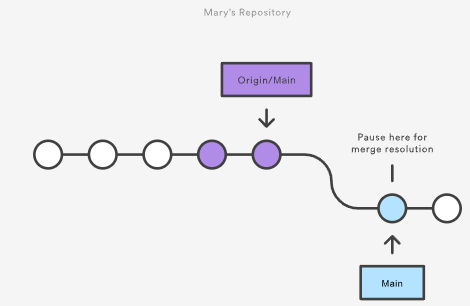 Mary's Repository
Origin/Main
Pause here for
merge resolution
Main